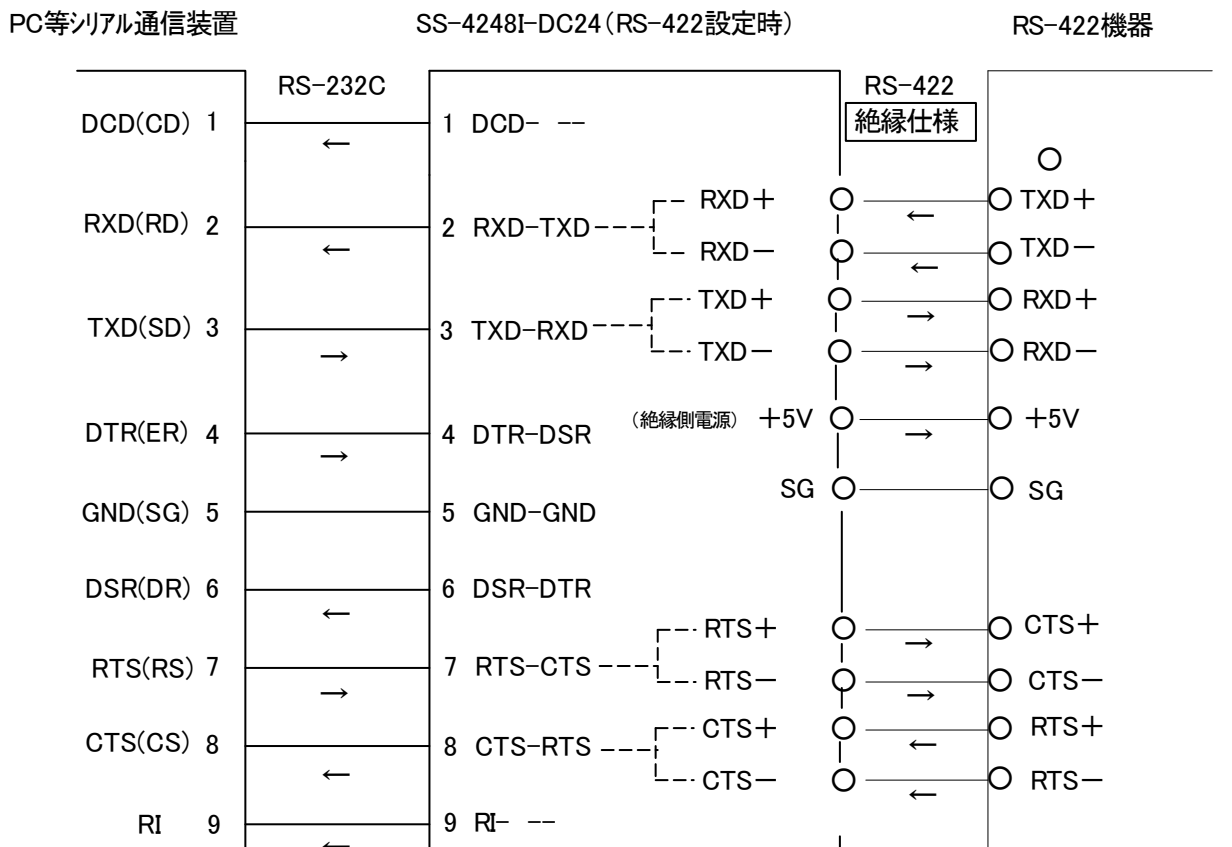 PC等シリアル通信装置 SS-4248I-DC24(RS-422設定時) RS-422機器
RS-232C RS-422
DCD(CD) 1 1 DCD- -- 絶縁仕様
← 
RXD+ TXD+
←
RXD(RD) 2 2 RXD-TXD
← RXD- TXD-
←
TXD+ RXD+
→
TXD(SD) 3 3 TXD-RXD
→ TXD- RXD-
→
DTR(ER) 4 4 DTR-DSR (絶縁側電源) +5V +5V
→ →
SG SG
GND(SG) 5 5 GND-GND
DSR(DR) 6 6 DSR-DTR
←
RTS+ CTS+
→
RTS(RS) 7 7 RTS-CTS
→ RTS- CTS-
→
CTS+ RTS+
←
CTS(CS) 8 8 CTS-RTS
← CTS- RTS-
←
RI 9 9 RI- --
←